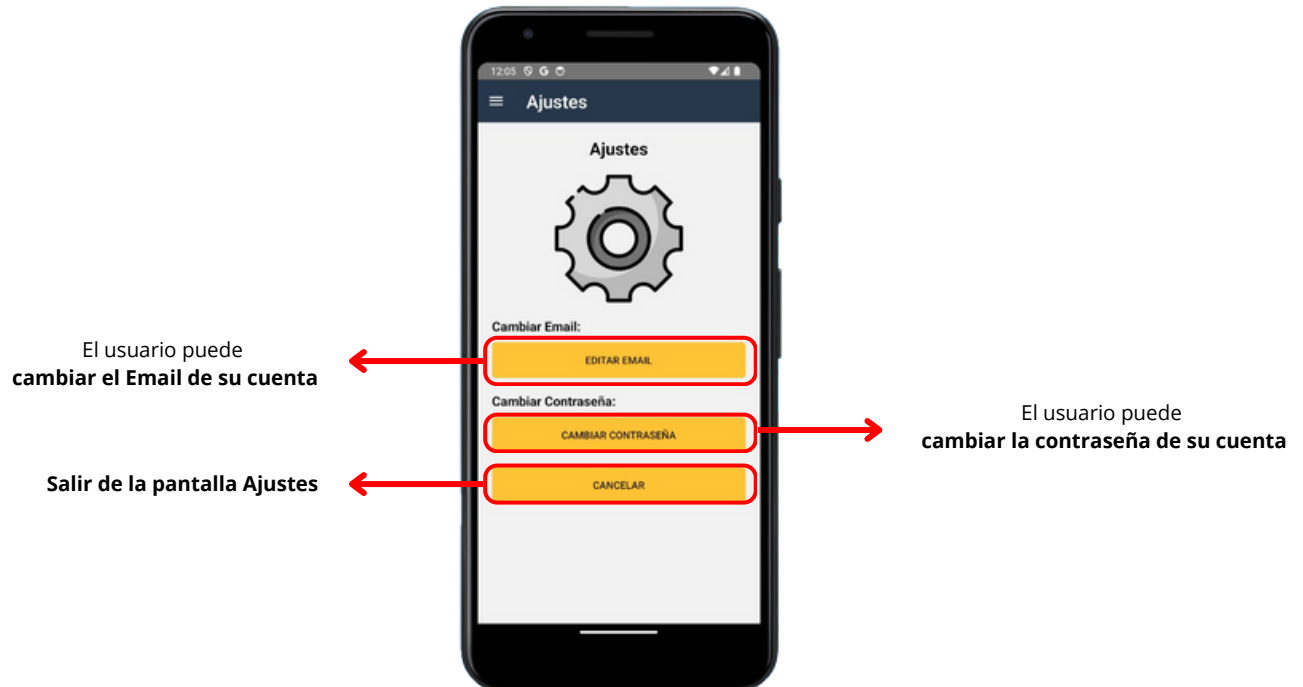 12:05
Ajustes
Ajustes
Cambiar Email:
EDITAR EMAIL
El usuario puede
cambiar el Email de su cuenta
Cambiar Contraseña:
CAMBIAR CONTRASEÑA
El usuario puede
cambiar la contraseña de su cuenta
Salir de la pantalla Ajustes
CANCELAR